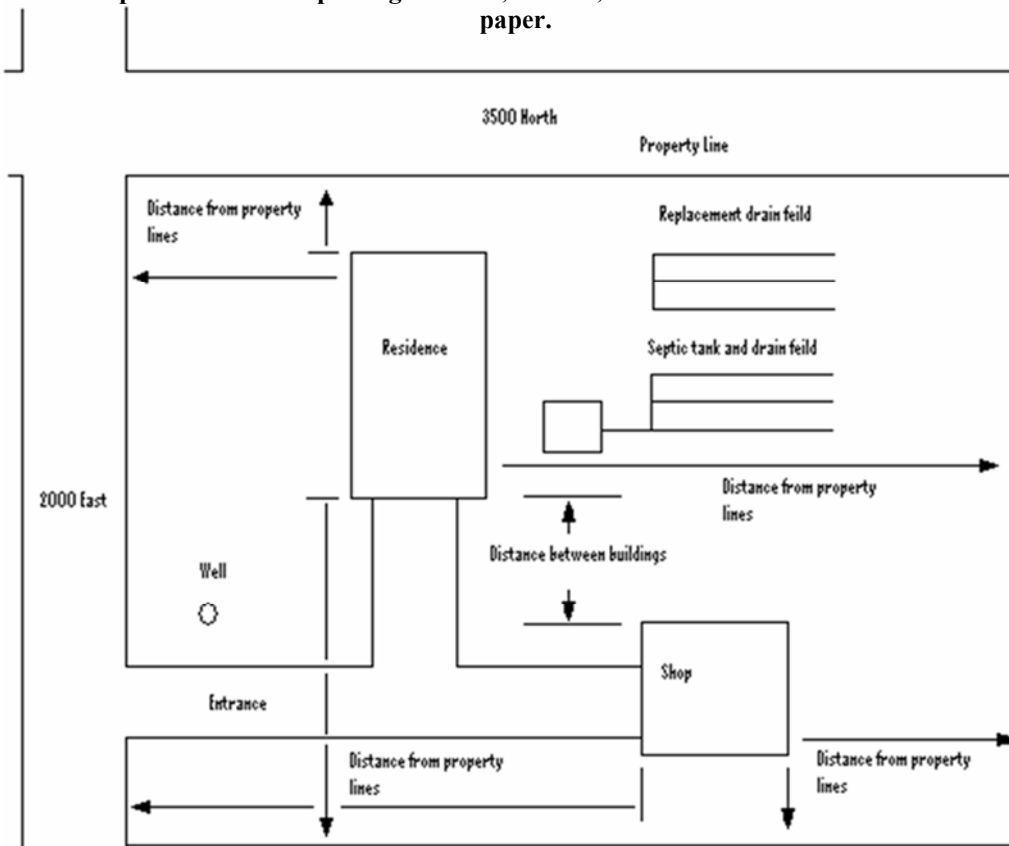 paper.
3500 North
Property Line
Distance from property
lines
Replacement drain feild
Residence
Septic tank and drain feild
2000 East
Distance from property
lines
Distance between buildings
Well
Shop
Entrance
Distance from property
lines
Distance from property
lines